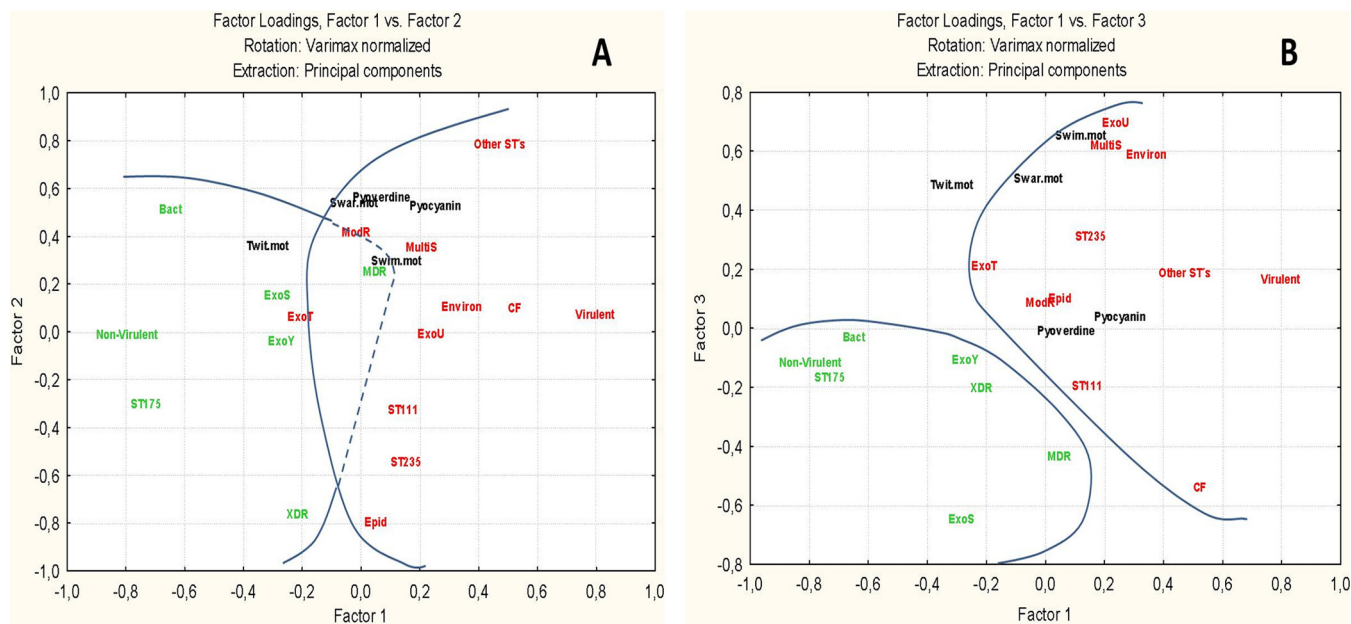 Factor Loadings, Factor 1 vs. Factor 2
Rotation: Varimax normalized
Extraction: Principal components
A
1,0
0,8
0,6
0,4
0,2
0,0
-0,2
-0,4
-0,6
-0,8
-1,0
Factor 2
Other ST's
Bact
Pyoverdine
Swar.mot
Pyocyanin
ModR
Twit.mot
MultiS
Swim.mot
MDR
ExoS
Environ
CF
ExoT
Virulent
Non-Virulent
ExoY
ExoU
ST175
ST111
ST235
XDR
Epid
-1,0 -0,8 -0,6 -0,4 -0,2 0,0 0,2 0,4 0,6 0,8 1,0
Factor 1
Factor Loadings, Factor 1 vs. Factor 3
Rotation: Varimax normalized
Extraction: Principal components
B
0,8
0,6
0,4
0,2
0,0
-0,2
-0,4
-0,6
-0,8
Factor 3
ExoU
Swim.mot
MultiS
Environ
Twit.mot
Swar.mot
ST235
ExoT
Other ST's
Virulent
ModR
Epid
Pyocyanin
Pyoverdine
Bact
Non-Virulent
ExoY
ST175
XDR
ST111
MDR
CF
ExoS
-1,0 -0,8 -0,6 -0,4 -0,2 0,0 0,2 0,4 0,6 0,8 1,0
Factor 1